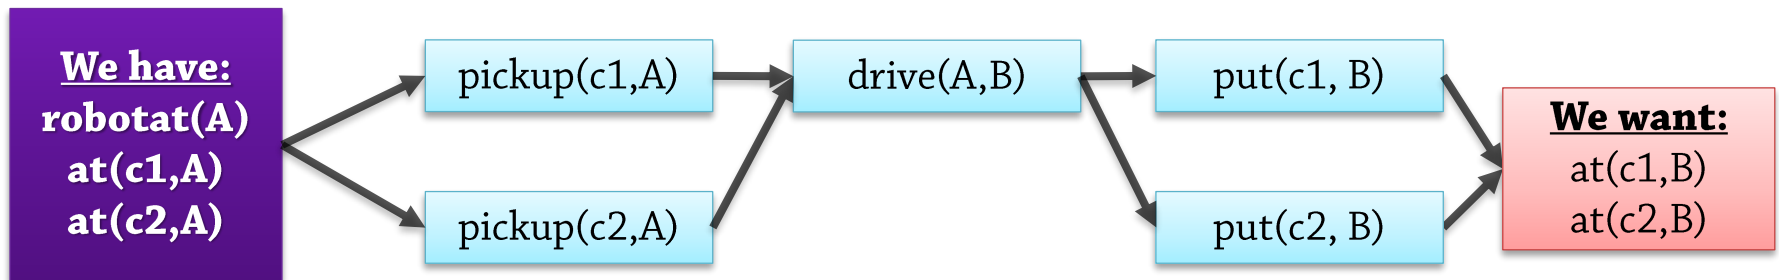 We have:
robotat(A)
at(c1,A)
at(c2,A)
pickup(c1,A)
pickup(c2,A)
drive(A,B)
put(c1, B)
put(c2, B)
We want:
at(c1,B)
at(c2,B)